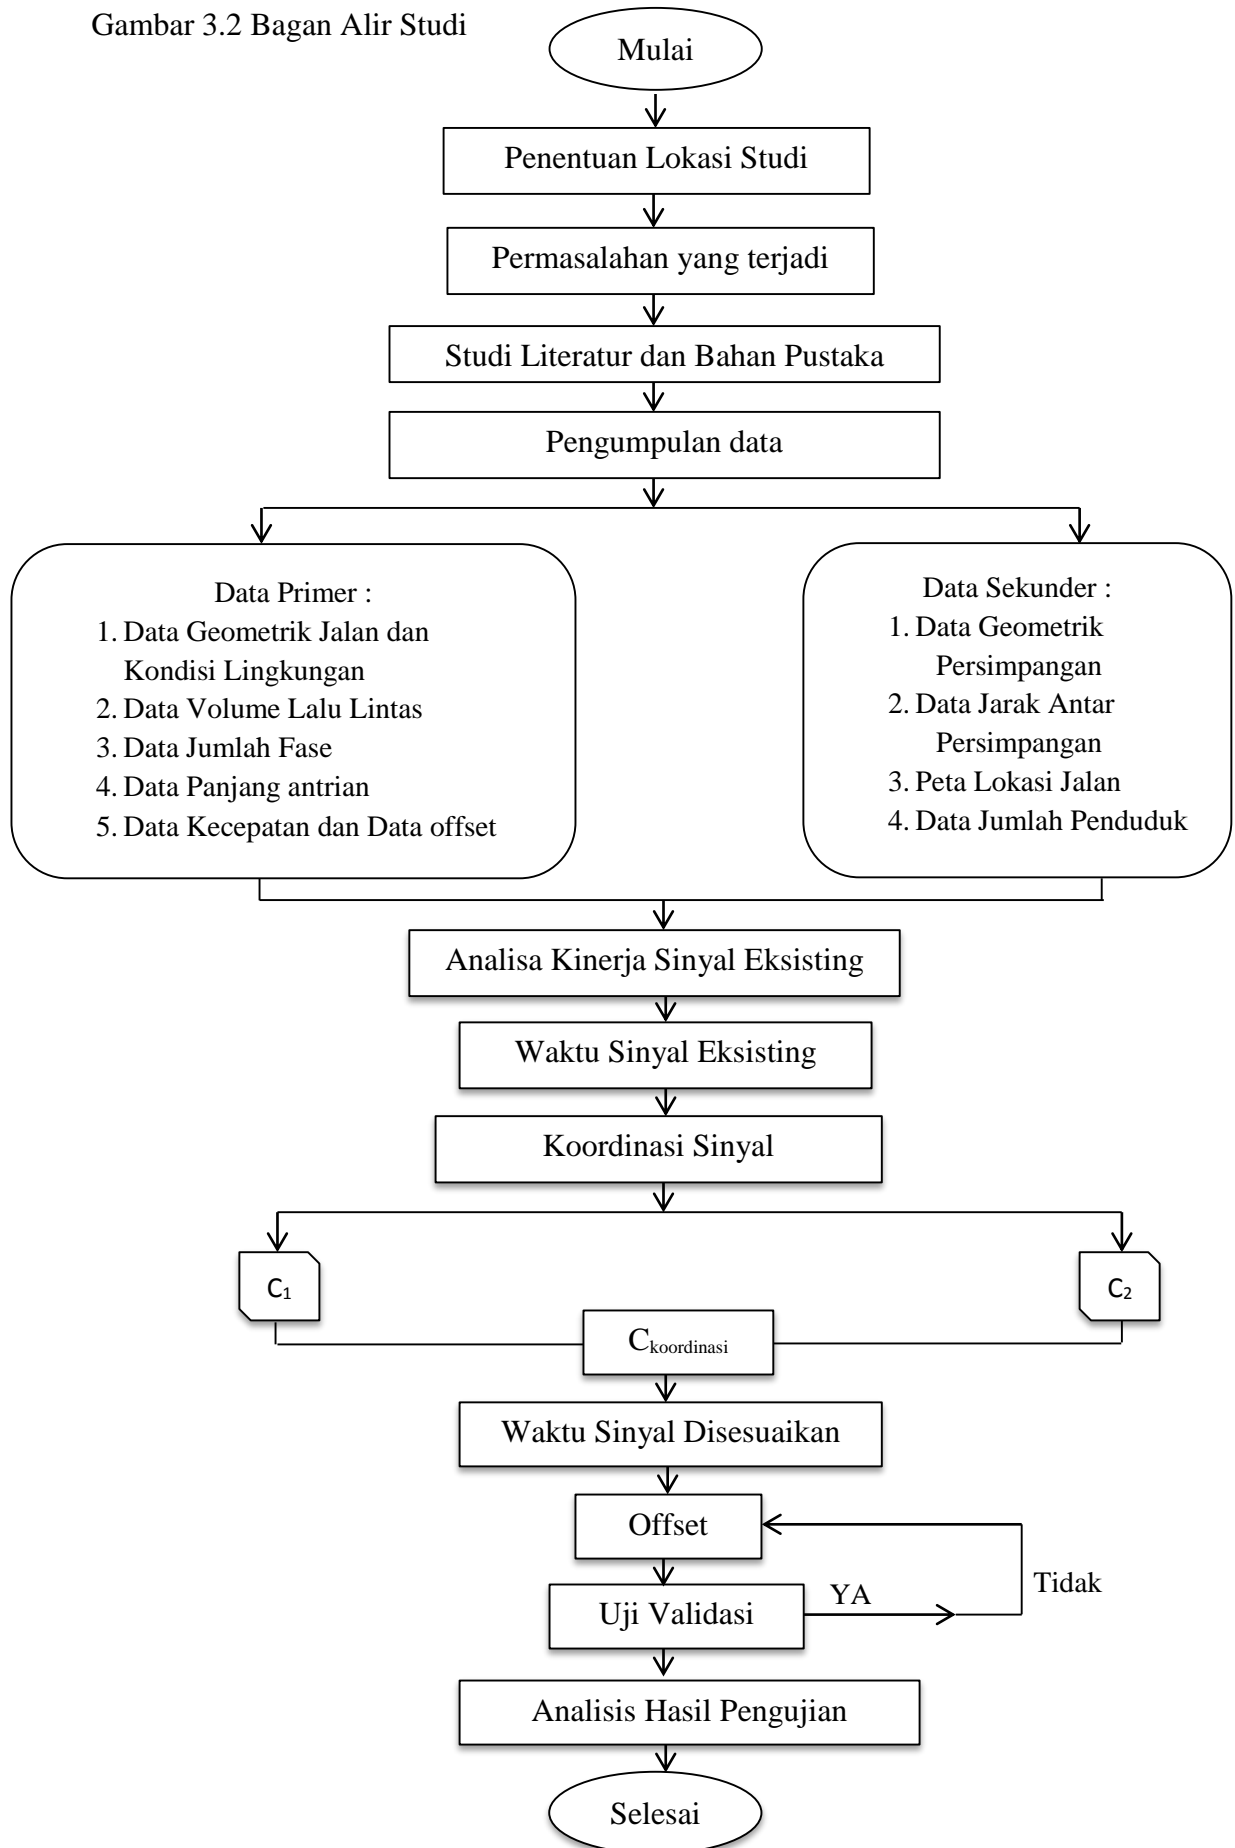 Gambar 3.2 Bagan Alir Studi
Mulai
Penentuan Lokasi Studi
Permasalahan yang terjadi
Studi Literatur dan Bahan Pustaka
Pengumpulan data
Data Primer :
1. Data Geometrik Jalan dan
Kondisi Lingkungan
2. Data Volume Lalu Lintas
3. Data Jumlah Fase
4. Data Panjang antrian
5. Data Kecepatan dan Data offset
Data Sekunder :
1. Data Geometrik
Persimpangan
2. Data Jarak Antar
Persimpangan
3. Peta Lokasi Jalan
4. Data Jumlah Penduduk
Analisa Kinerja Sinyal Eksisting
Waktu Sinyal Eksisting
Koordinasi Sinyal
C₁
C₂
Ckoordinasi
Waktu Sinyal Disesuaikan
Offset
Tidak
YA
Uji Validasi
Analisis Hasil Pengujian
Selesai